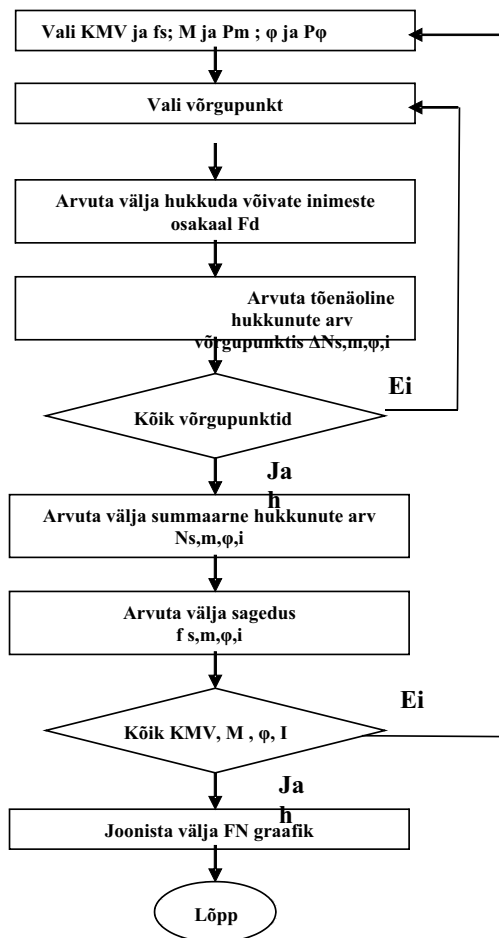 Vali KMV ja fs; M ja Pm ; φ ja Pφ
Vali võrgupunkt
Arvuta välja hukkuda võivate inimeste
osakaal Fd
Arvuta tõenäoline
hukkunute arv
võrgupunktis ΔNs,m,φ,i
Ei
Kõik võrgupunktid
Ja
h
Arvuta välja summaarne hukkunute arv
Ns,m,φ,i
Arvuta välja sagedus
f s,m,φ,i
Ei
Kõik KMV, M , φ, I
Ja
h
Joonista välja FN graafik
Lõpp